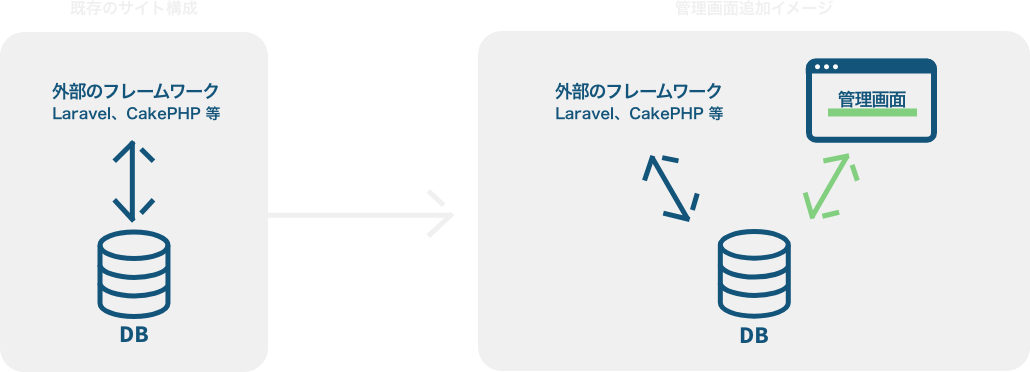 既存のサイト構成
外部のフレームワーク
Laravel、CakePHP 等
DB
管理画面追加イメージ
外部のフレームワーク
Laravel、CakePHP 等
管理画面
DB